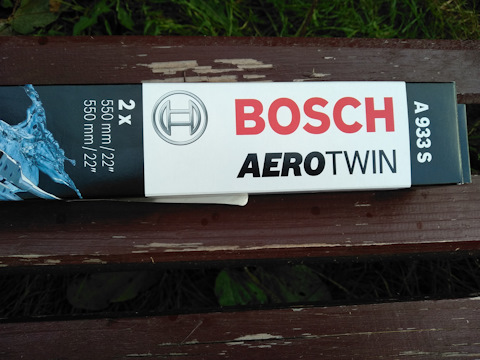 2 x
550 mm/22"
550 mm/22"
BOSCH
AEROTWIN
A 933 S